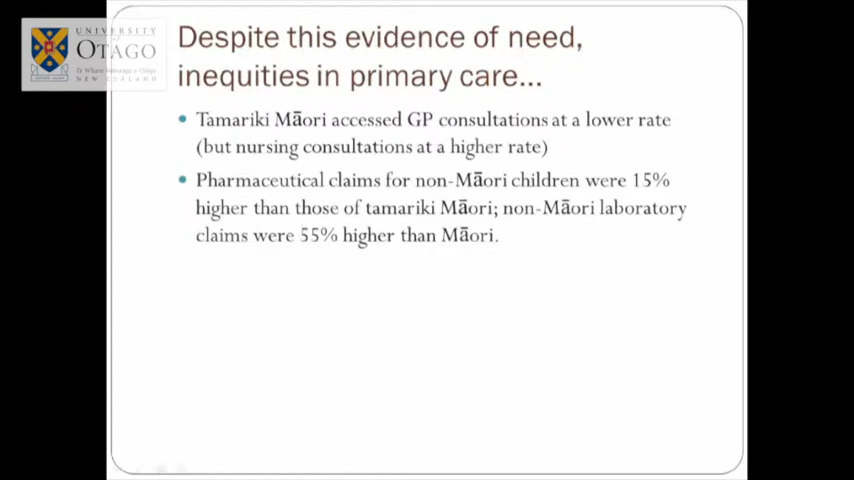 UNIVERSITY
of
OTAGO
Te Whare Wānanga o Otāgo
NEW ZEALAND
Despite this evidence of need,
inequities in primary care...
• Tamariki Māori accessed GP consultations at a lower rate
(but nursing consultations at a higher rate)
• Pharmaceutical claims for non-Māori children were 15%
higher than those of tamariki Māori; non-Māori laboratory
claims were 55% higher than Māori.